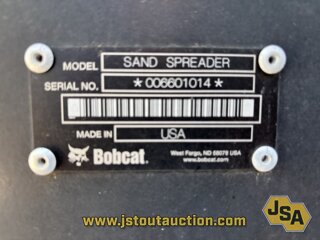 MODEL SAND SPREADER
SERIAL NO. *006601014*
MADE IN USA
Bobcat.
West Fargo, ND 58078 USA
www.bobcat.com
JSA
www.jstoutauction.com